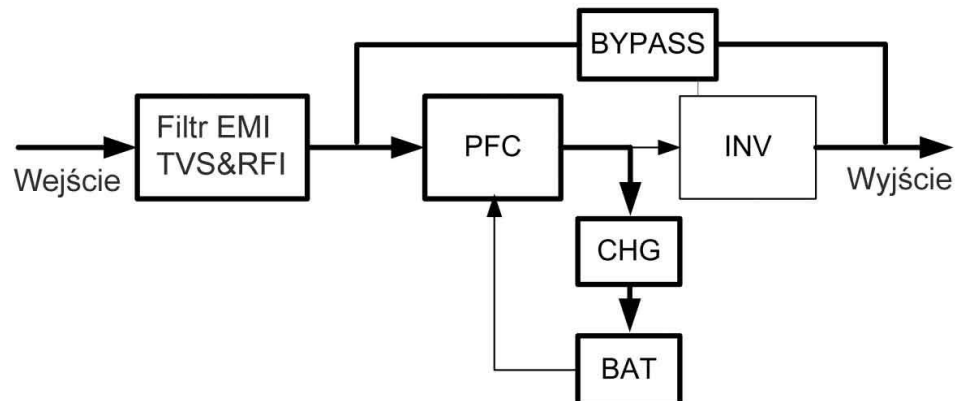 BYPASS
Filtr EMI
TVS&RFI
PFC
INV
Wejście
Wyjście
CHG
BAT